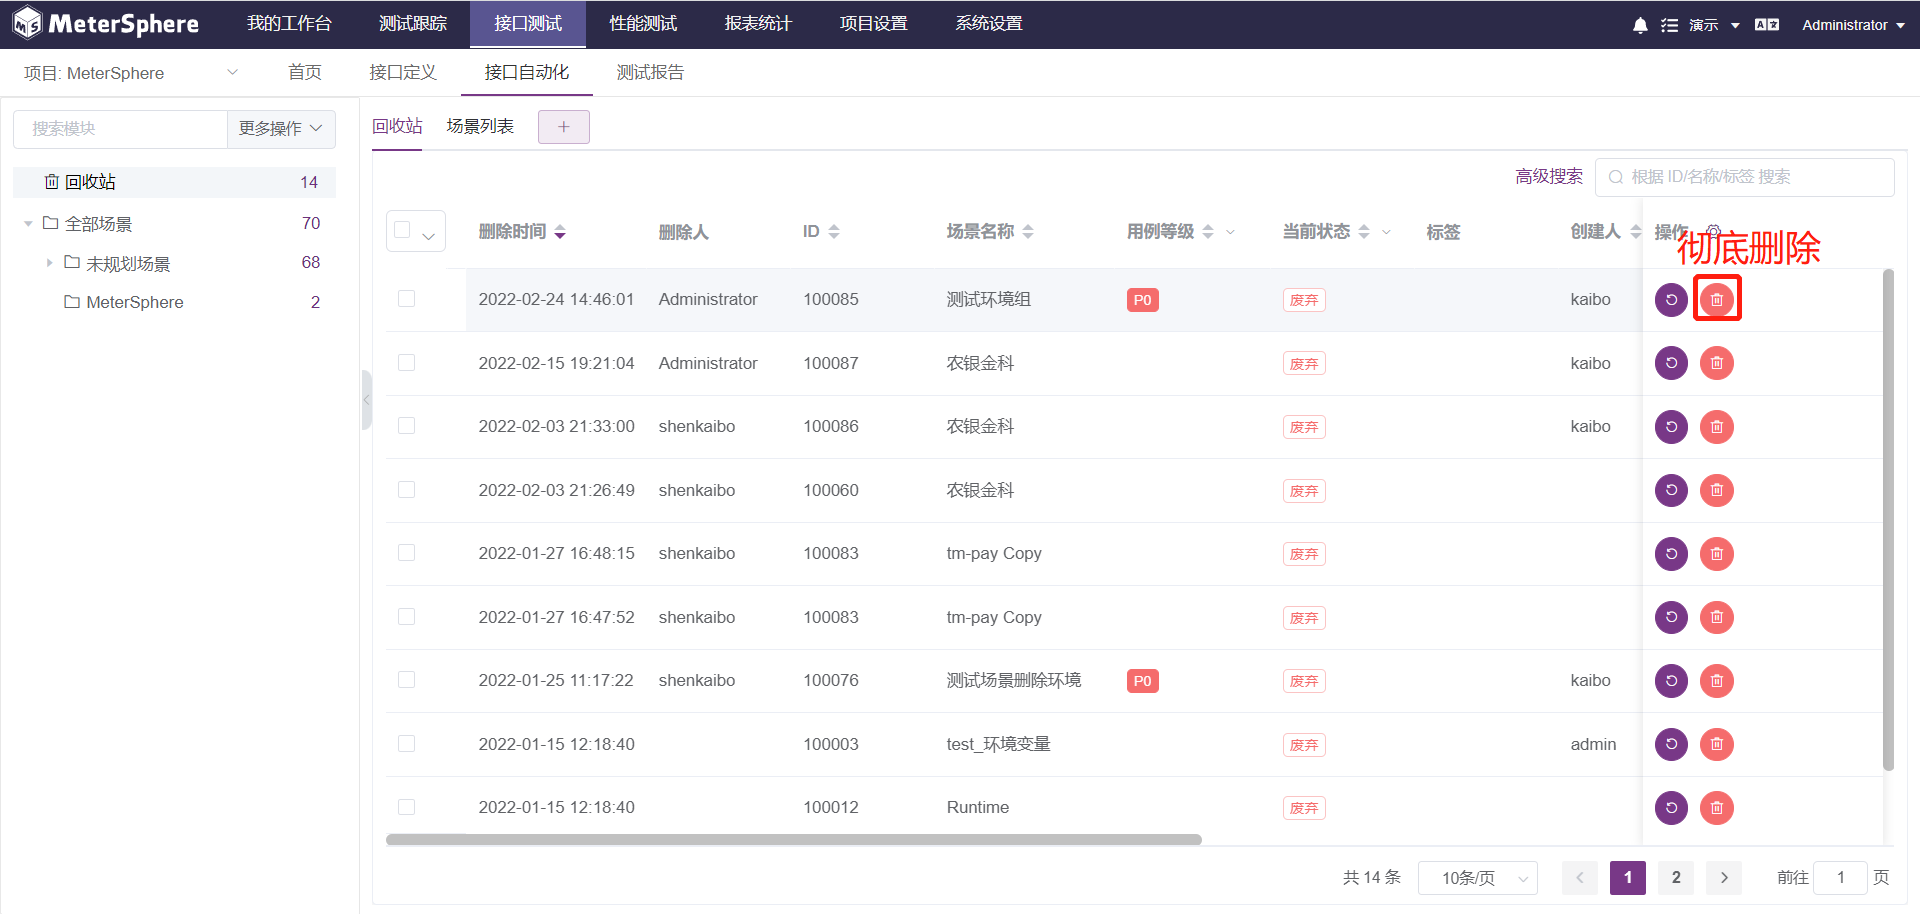 MeterSphere 我的工作台 测试跟踪 接口测试 性能测试 报表统计 项目设置 系统设置 演示 Administrator
项目: MeterSphere 首页 接口定义 接口自动化 测试报告
搜索模块 更多操作
回收站 14
全部场景 70
未规划场景 68
MeterSphere 2
回收站 场景列表 +
高级搜索 根据 ID/名称/标签 搜索
删除时间 删除人 ID 场景名称 用例等级 当前状态 标签 创建人 操作
彻底删除
2022-02-24 14:46:01 Administrator 100085 测试环境组 P0 废弃 kaibo
2022-02-15 19:21:04 Administrator 100087 农银金科 废弃 kaibo
2022-02-03 21:33:00 shenkaibo 100086 农银金科 废弃 kaibo
2022-02-03 21:26:49 shenkaibo 100060 农银金科 废弃
2022-01-27 16:48:15 shenkaibo 100083 tm-pay Copy 废弃
2022-01-27 16:47:52 shenkaibo 100083 tm-pay Copy 废弃
2022-01-25 11:17:22 shenkaibo 100076 测试场景删除环境 P0 废弃 kaibo
2022-01-15 12:18:40 100003 test_环境变量 废弃 admin
2022-01-15 12:18:40 100012 Runtime 废弃
共 14 条 10条/页 < 1 2 > 前往 1 页